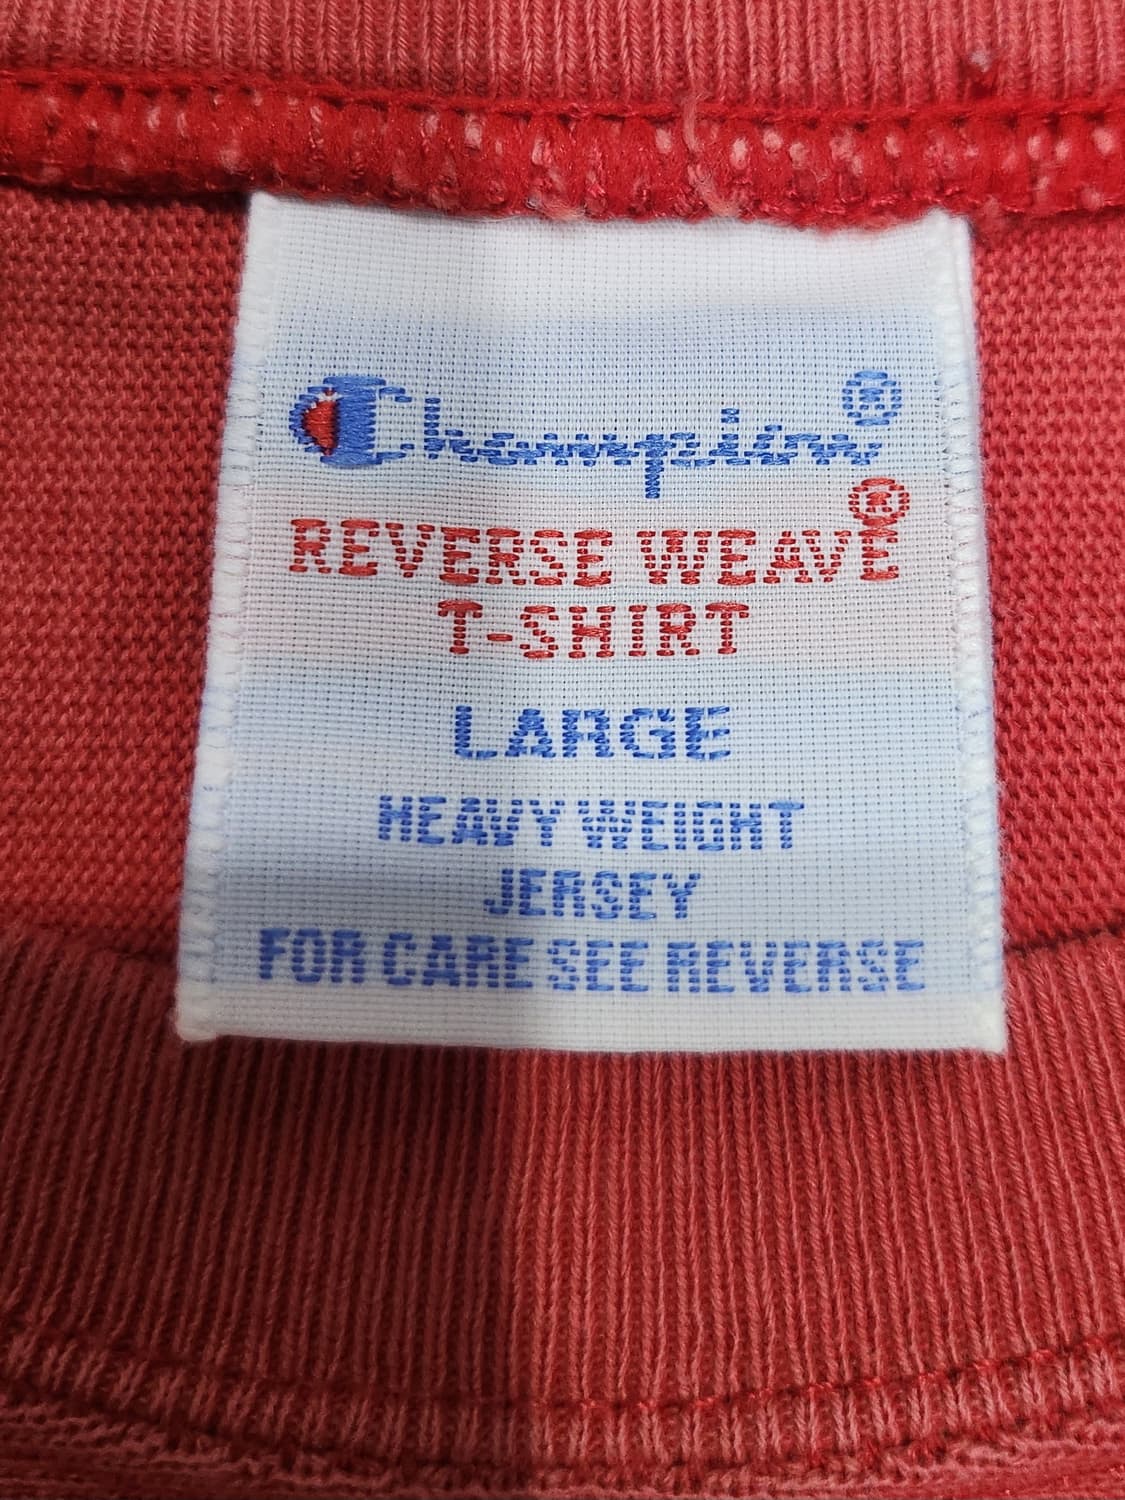 Champion®
REVERSE WEAVE®
T-SHIRT
LARGE
HEAVY WEIGHT
JERSEY
FOR CARE SEE REVERSE